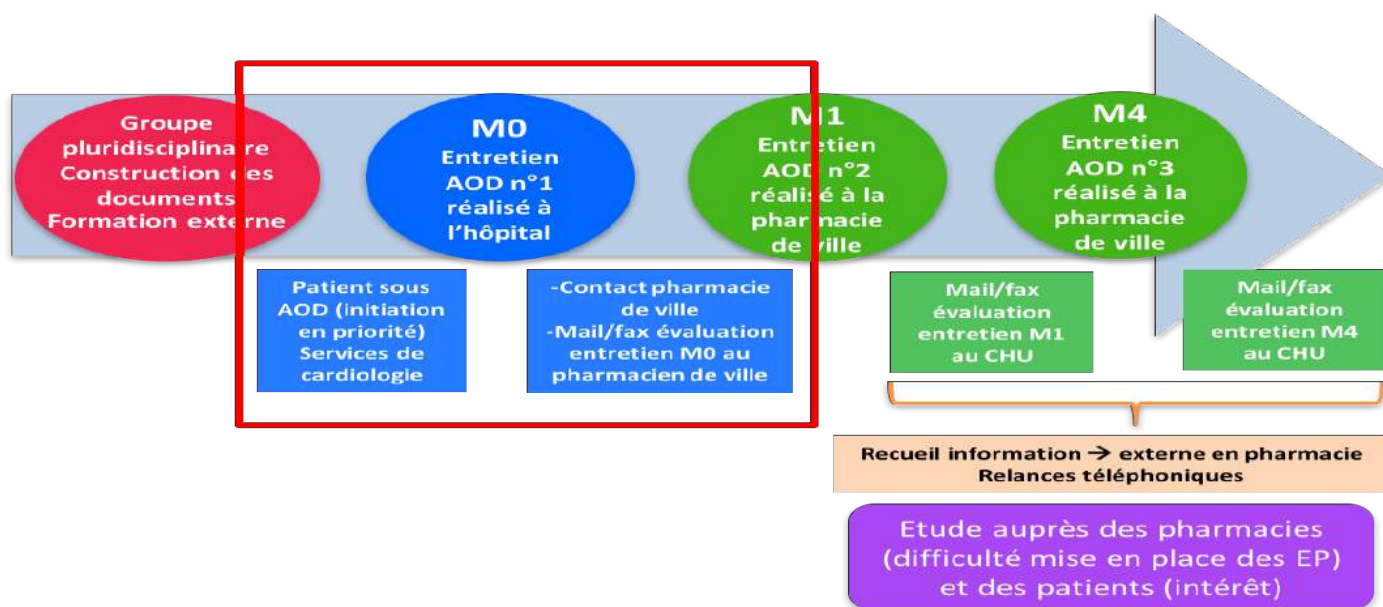 Groupe
pluridisciplinaire
Construction des
documents
Formation externe
M0
Entretien
AOD n°1
réalisé à
l'hôpital
M1
Entretien
AOD n°2
réalisé à la
pharmacie
de ville
M4
Entretien
AOD n°3
réalisé à la
pharmacie
de ville
Patient sous
AOD (initiation
en priorité)
Services de
cardiologie
-Contact pharmacie
de ville
-Mail/fax évaluation
entretien M0 au
pharmacien de ville
Mail/fax
évaluation
entretien M1
au CHU
Mail/fax
évaluation
entretien M4
au CHU
Recueil information → externe en pharmacie
Relances téléphoniques
Etude auprès des pharmacies
(difficulté mise en place des EP)
et des patients (intérêt)